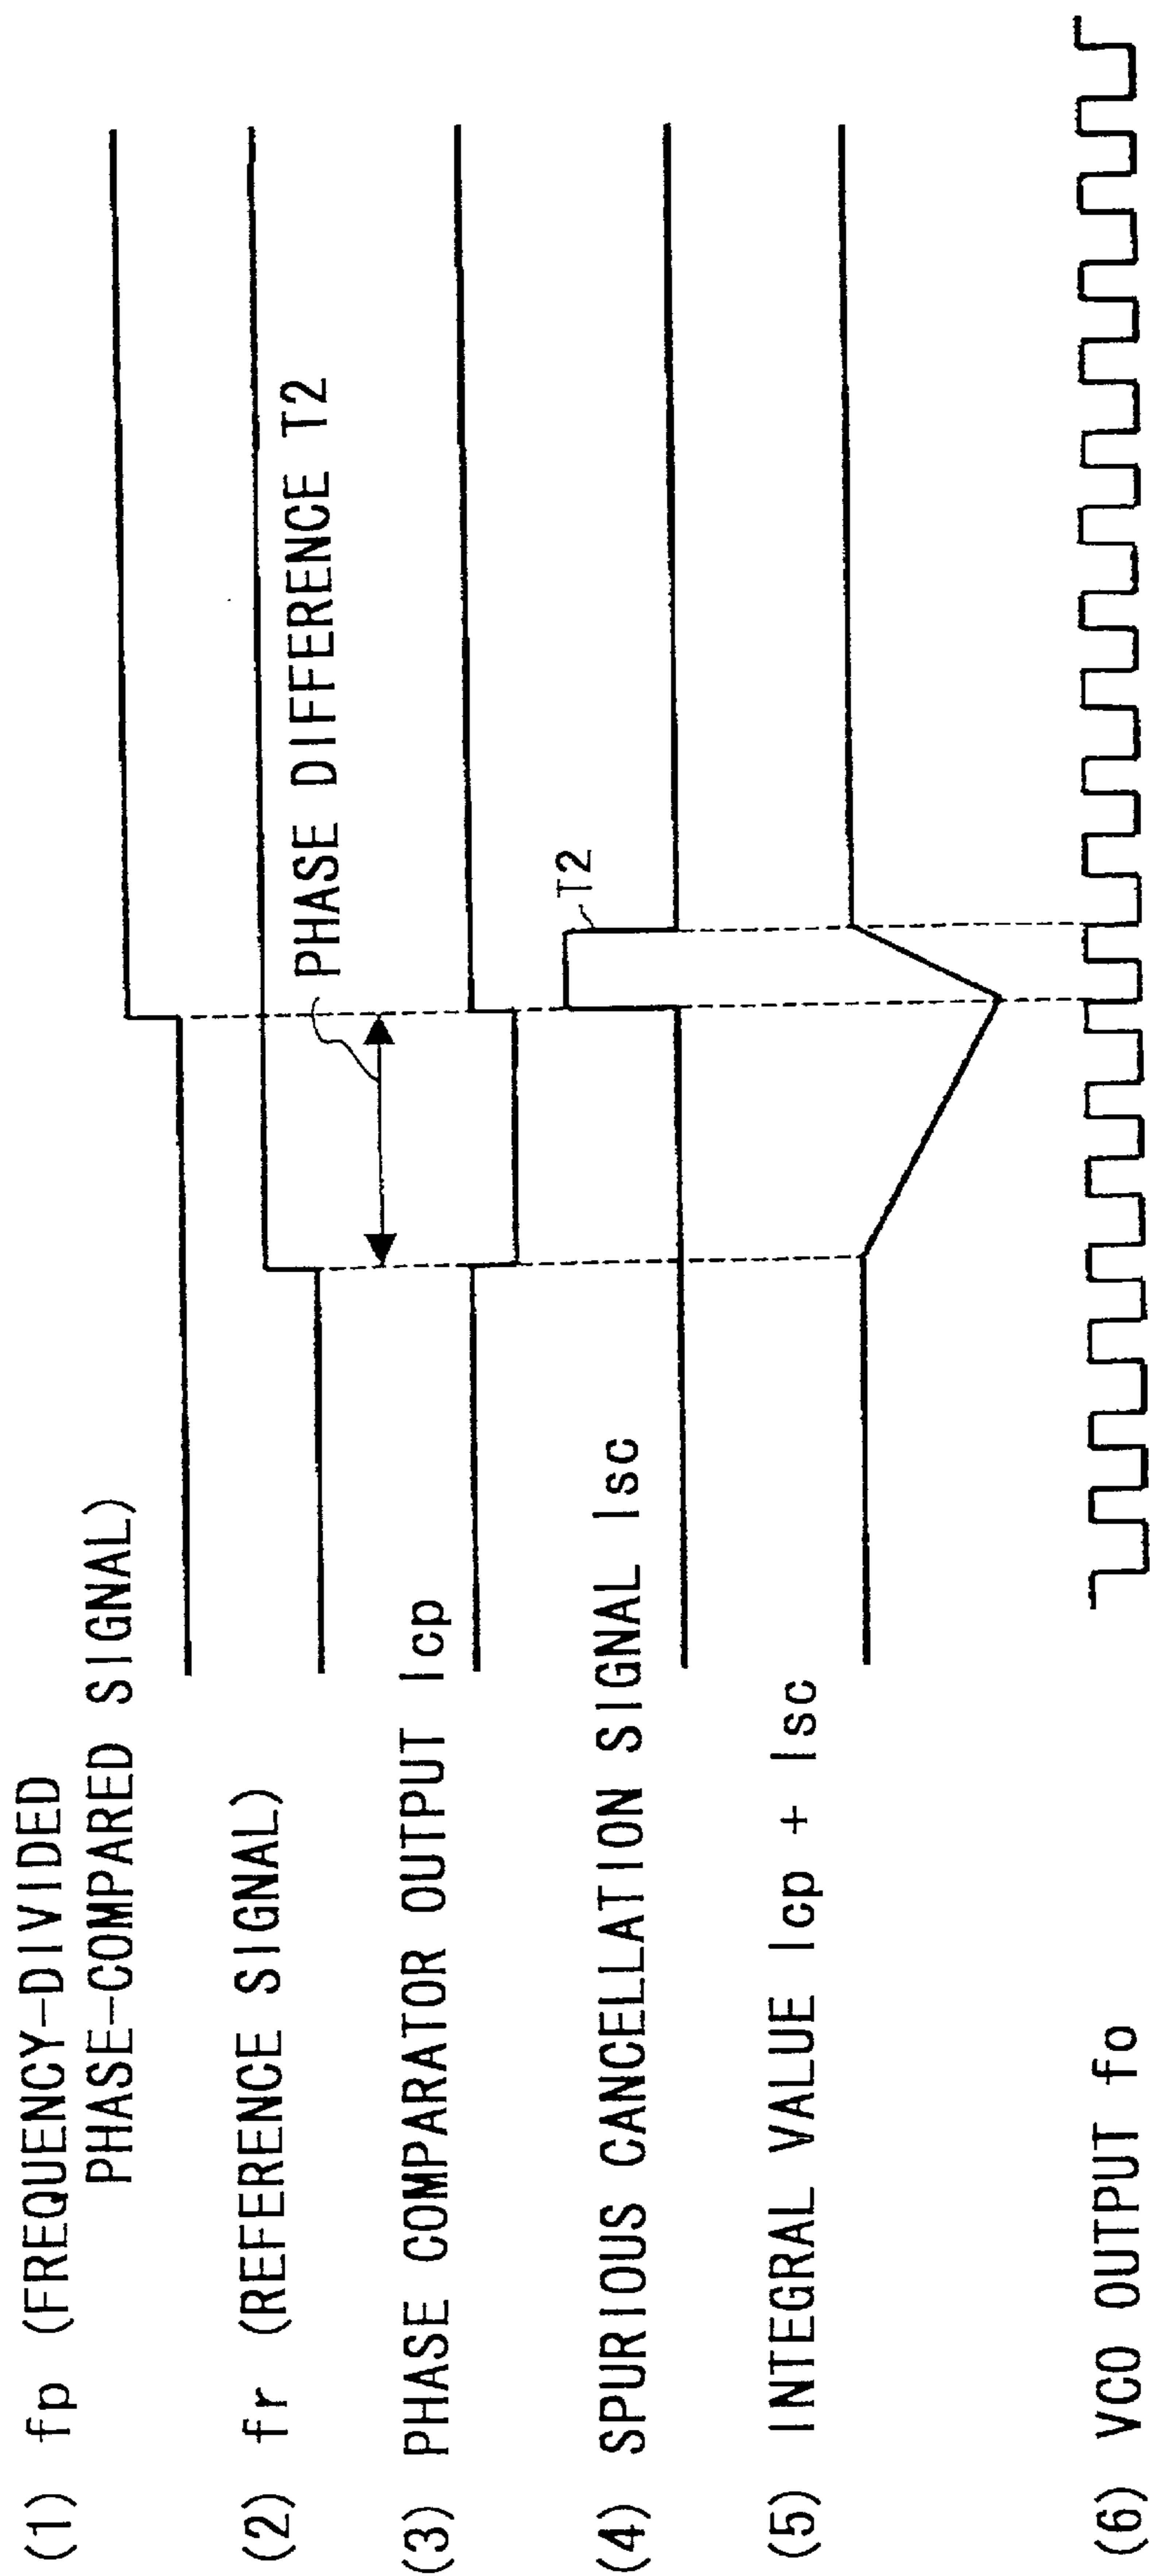 (1) fp (FREQUENCY-DIVIDED
PHASE-COMPARED SIGNAL)
(2) fr (REFERENCE SIGNAL)
PHASE DIFFERENCE T2
(3) PHASE COMPARATOR OUTPUT Icp
(4) SPURIOUS CANCELLATION SIGNAL Isc
T2
(5) INTEGRAL VALUE Icp + Isc
(6) VCO OUTPUT fo